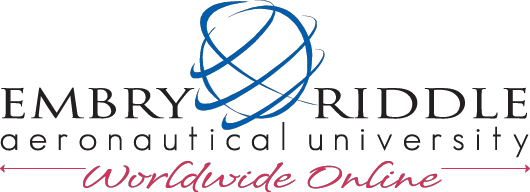 EMBRY RIDDLE
aeronautical university
Worldwide Online